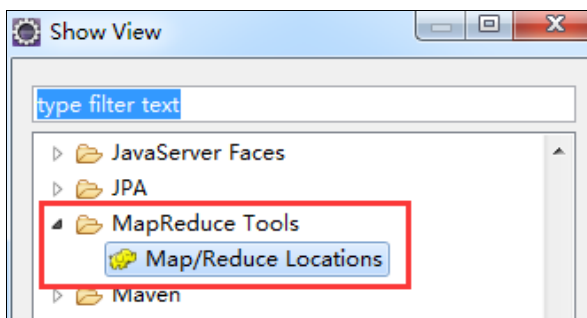 Show View
type filter text
JavaServer Faces
JPA
MapReduce Tools
Map/Reduce Locations
Maven